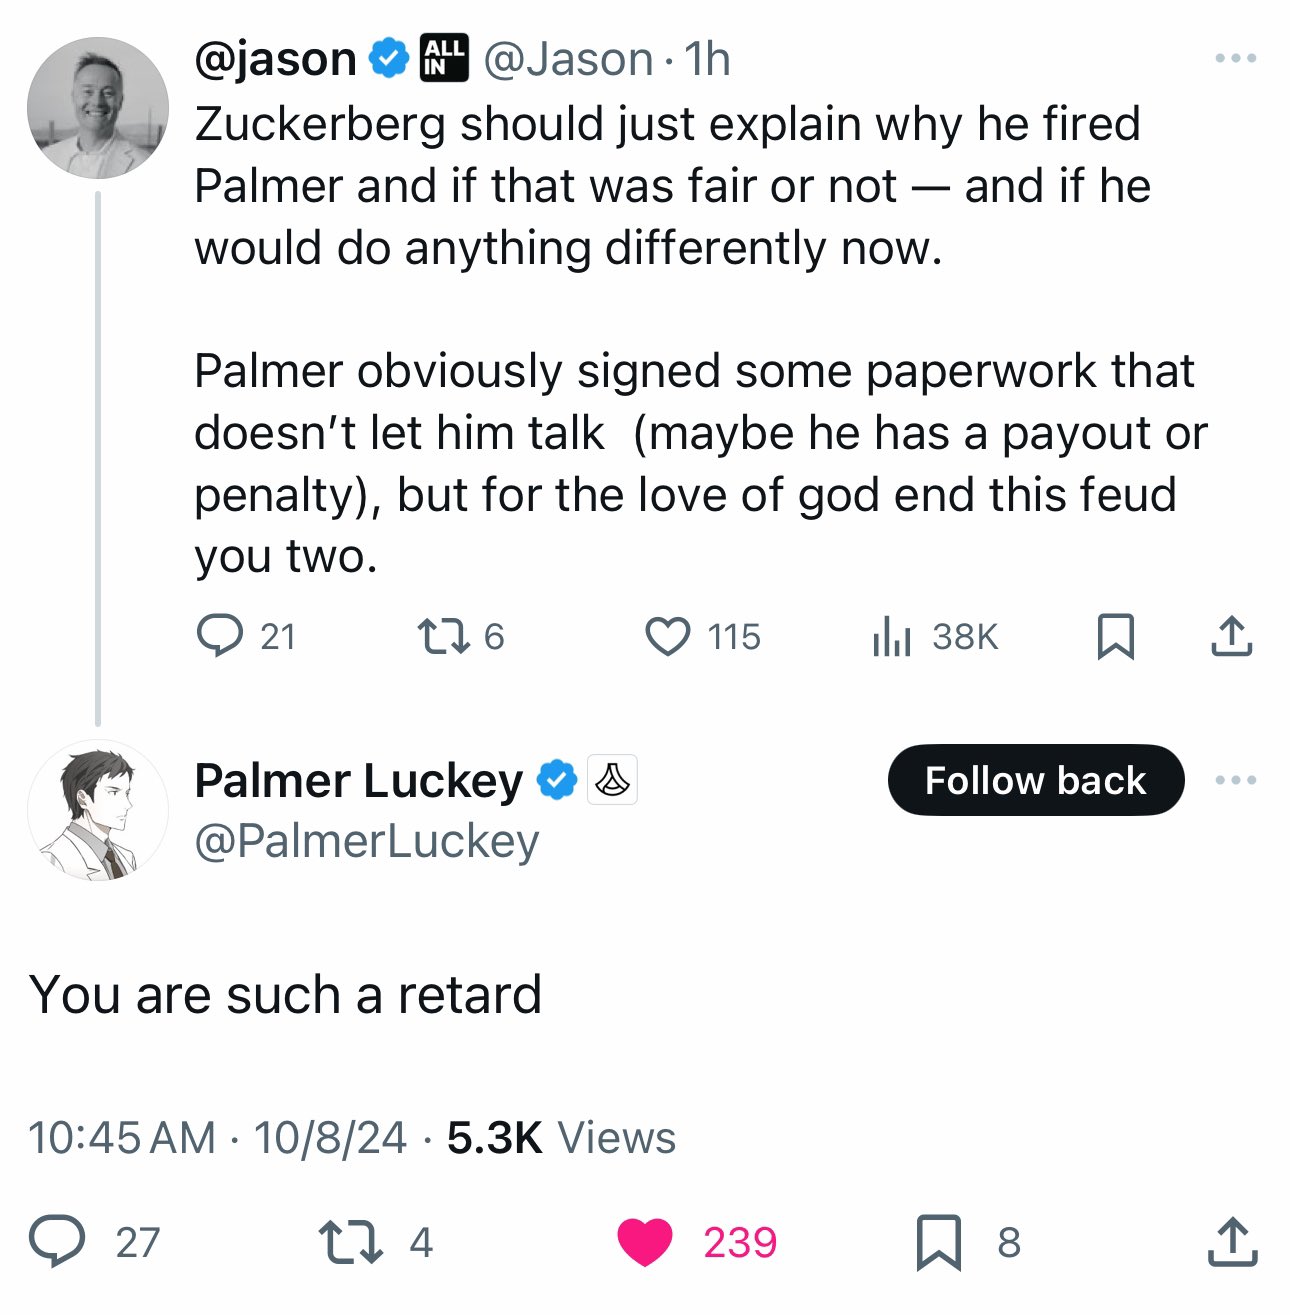 @jason ALL IN @Jason · 1h
Zuckerberg should just explain why he fired
Palmer and if that was fair or not — and if he
would do anything differently now.
Palmer obviously signed some paperwork that
doesn’t let him talk  (maybe he has a payout or
penalty), but for the love of god end this feud
you two.
21 6 115 38K
Palmer Luckey
Follow back
@PalmerLuckey
You are such a retard
10:45 AM · 10/8/24 · 5.3K Views
27 4 239 8